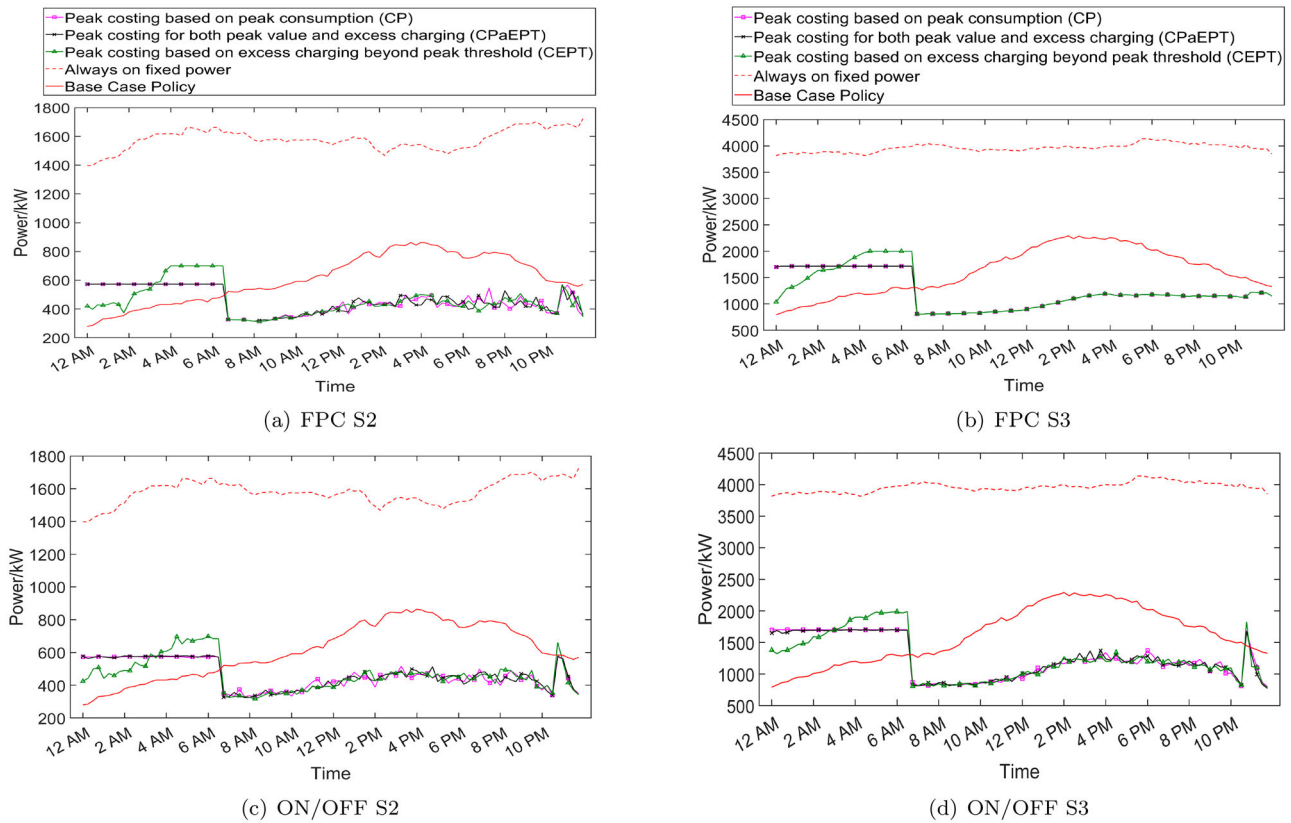 Peak costing based on peak consumption (CP)
Peak costing for both peak value and excess charging (CPaEPT)
Peak costing based on excess charging beyond peak threshold (CEPT)
Always on fixed power
Base Case Policy
1800
1600
1400
1200
1000
800
600
400
200
Power/kW
12 AM
2 AM
4 AM
6 AM
8 AM
10 AM
12 PM
2 PM
4 PM
6 PM
8 PM
10 PM
Time
(a) FPC S2
Peak costing based on peak consumption (CP)
Peak costing for both peak value and excess charging (CPaEPT)
Peak costing based on excess charging beyond peak threshold (CEPT)
Always on fixed power
Base Case Policy
4500
4000
3500
3000
2500
2000
1500
1000
500
Power/kW
12 AM
2 AM
4 AM
6 AM
8 AM
10 AM
12 PM
2 PM
4 PM
6 PM
8 PM
10 PM
Time
(b) FPC S3
1800
1600
1400
1200
1000
800
600
400
200
Power/kW
12 AM
2 AM
4 AM
6 AM
8 AM
10 AM
12 PM
2 PM
4 PM
6 PM
8 PM
10 PM
Time
(c) ON/OFF S2
4500
4000
3500
3000
2500
2000
1500
1000
500
Power/kW
12 AM
2 AM
4 AM
6 AM
8 AM
10 AM
12 PM
2 PM
4 PM
6 PM
8 PM
10 PM
Time
(d) ON/OFF S3